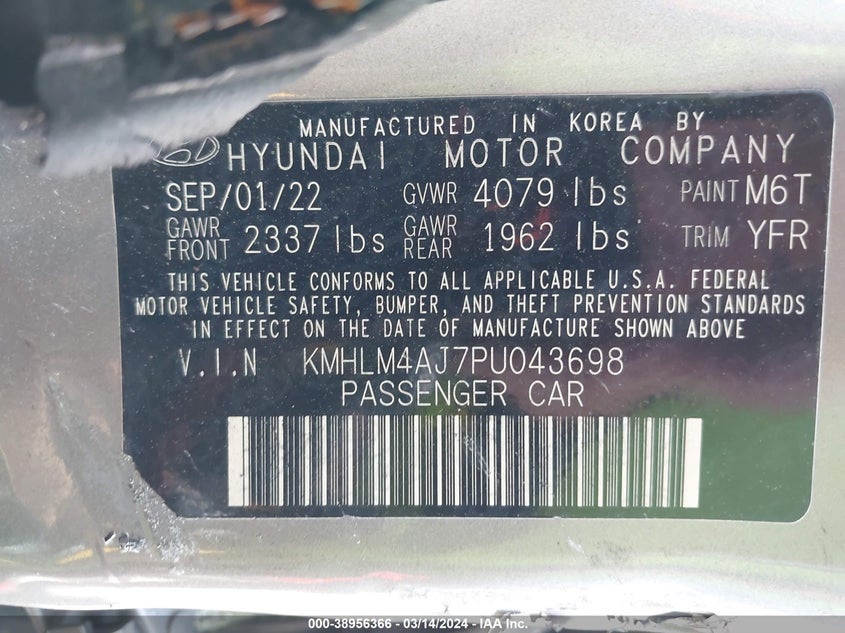 MANUFACTURED IN KOREA BY
HYUNDAI MOTOR COMPANY
SEP/01/22 GVWR 4079 lbs PAINT M6T
GAWR FRONT 2337 lbs GAWR REAR 1962 lbs TRIM YFR
THIS VEHICLE CONFORMS TO ALL APPLICABLE U.S.A. FEDERAL
MOTOR VEHICLE SAFETY, BUMPER, AND THEFT PREVENTION STANDARDS
IN EFFECT ON THE DATE OF MANUFACTURE SHOWN ABOVE
V.I.N KMHLM4AJ7PU043698
PASSENGER CAR
000-38956366 - 03/14/2024 - IAA Inc.